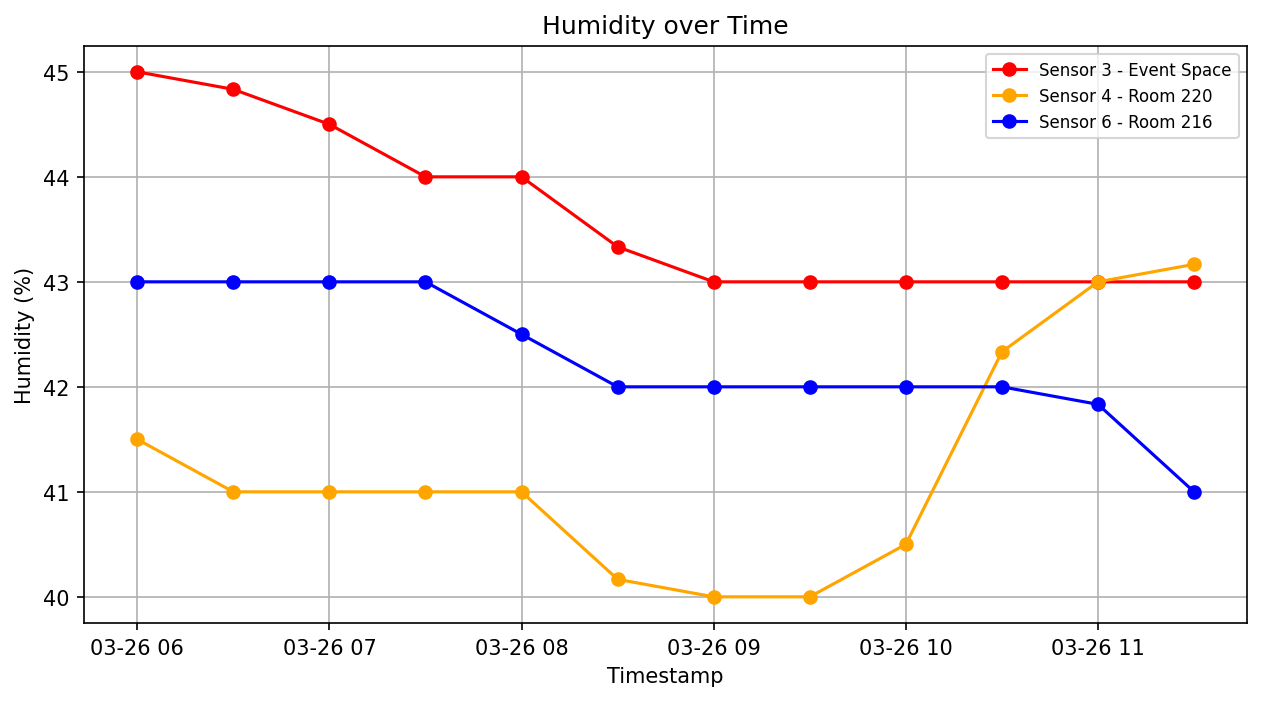 Humidity over Time
Sensor 3 - Event Space
Sensor 4 - Room 220
Sensor 6 - Room 216
Humidity (%)
45
44
43
42
41
40
03-26 06
03-26 07
03-26 08
03-26 09
03-26 10
03-26 11
Timestamp